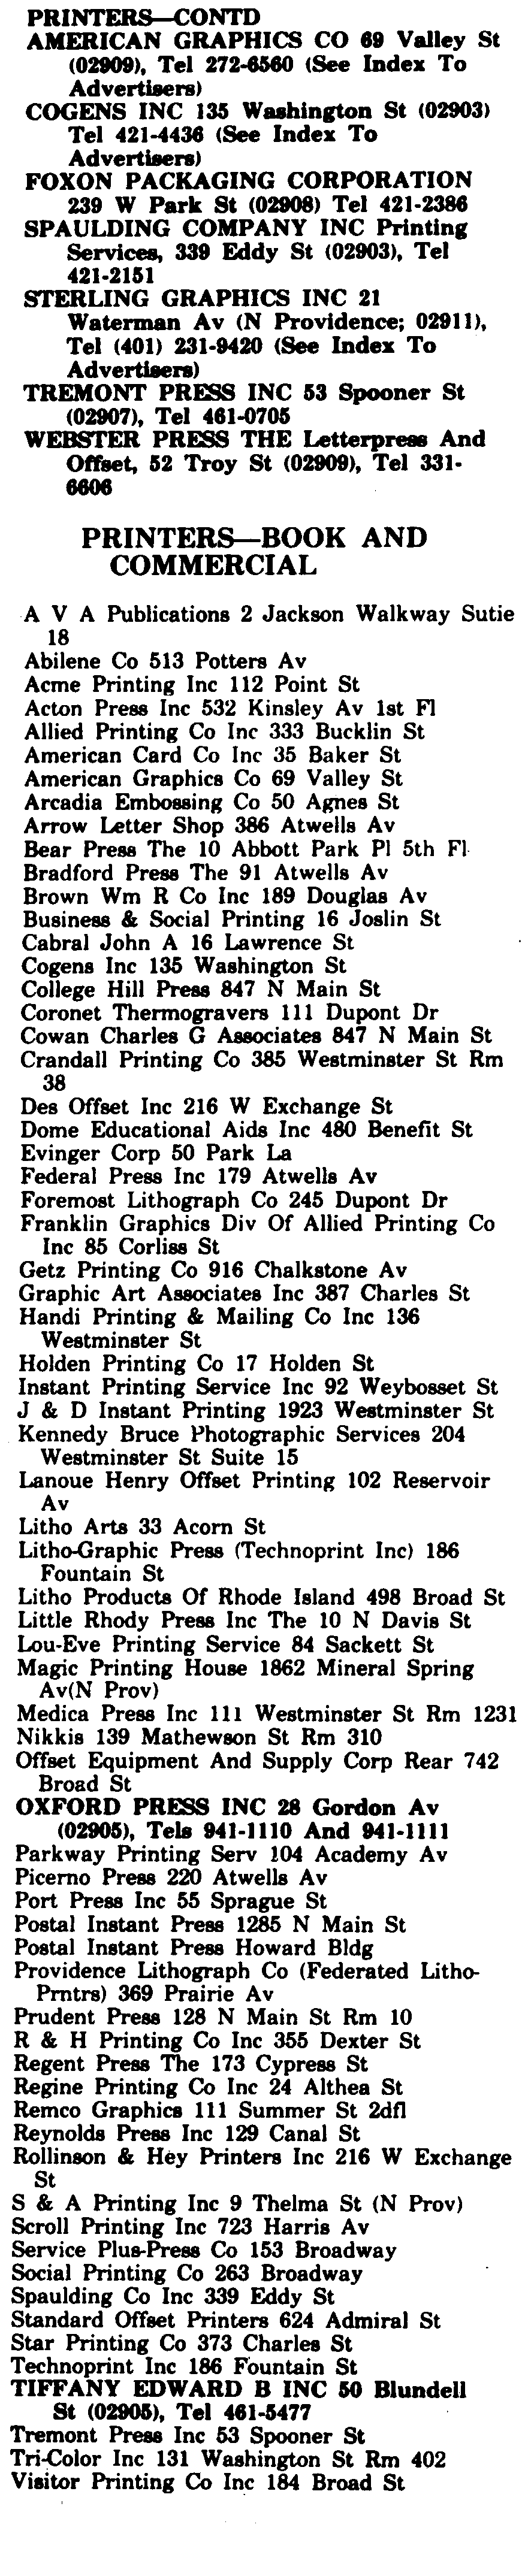 PRINTERS—CONTD
AMERICAN GRAPHICS CO 69 Valley St
(02909), Tel 272-6560 (See Index To
Advertisers)
COGENS INC 135 Washington St (02903)
Tel 421-4436 (See Index To
Advertisers)
FOXON PACKAGING CORPORATION
239 W Park St (02908) Tel 421-2386
SPAULDING COMPANY INC Printing
Services, 339 Eddy St (02903), Tel
421-2151
STERLING GRAPHICS INC 21
Waterman Av (N Providence; 02911),
Tel (401) 231-9420 (See Index To
Advertisers)
TREMONT PRESS INC 53 Spooner St
(02907), Tel 461-0705
WEBSTER PRESS THE Letterpress And
Offset, 52 Troy St (02909), Tel 331-
6606
PRINTERS—BOOK AND
COMMERCIAL
A V A Publications 2 Jackson Walkway Sutie
18
Abilene Co 513 Potters Av
Acme Printing Inc 112 Point St
Acton Press Inc 532 Kinsley Av 1st Fl
Allied Printing Co Inc 333 Bucklin St
American Card Co Inc 35 Baker St
American Graphics Co 69 Valley St
Arcadia Embossing Co 50 Agnes St
Arrow Letter Shop 386 Atwells Av
Bear Press The 10 Abbott Park Pl 5th Fl
Bradford Press The 91 Atwells Av
Brown Wm R Co Inc 189 Douglas Av
Business & Social Printing 16 Joslin St
Cabral John A 16 Lawrence St
Cogens Inc 135 Washington St
College Hill Press 847 N Main St
Coronet Thermogravers 111 Dupont Dr
Cowan Charles G Associates 847 N Main St
Crandall Printing Co 385 Westminster St Rm
38
Des Offset Inc 216 W Exchange St
Dome Educational Aids Inc 480 Benefit St
Evinger Corp 50 Park La
Federal Press Inc 179 Atwells Av
Foremost Lithograph Co 245 Dupont Dr
Franklin Graphics Div Of Allied Printing Co
Inc 85 Corliss St
Getz Printing Co 916 Chalkstone Av
Graphic Art Associates Inc 387 Charles St
Handi Printing & Mailing Co Inc 136
Westminster St
Holden Printing Co 17 Holden St
Instant Printing Service Inc 92 Weybosset St
J & D Instant Printing 1923 Westminster St
Kennedy Bruce Photographic Services 204
Westminster St Suite 15
Lanoue Henry Offset Printing 102 Reservoir
Av
Litho Arts 33 Acorn St
Litho-Graphic Press (Technoprint Inc) 186
Fountain St
Litho Products Of Rhode Island 498 Broad St
Little Rhody Press Inc The 10 N Davis St
Lou-Eve Printing Service 84 Sackett St
Magic Printing House 1862 Mineral Spring
Av(N Prov)
Medica Press Inc 111 Westminster St Rm 1231
Nikkis 139 Mathewson St Rm 310
Offset Equipment And Supply Corp Rear 742
Broad St
OXFORD PRESS INC 28 Gordon Av
(02905), Tels 941-1110 And 941-1111
Parkway Printing Serv 104 Academy Av
Picerno Press 220 Atwells Av
Port Press Inc 55 Sprague St
Postal Instant Press 1285 N Main St
Postal Instant Press Howard Bldg
Providence Lithograph Co (Federated Litho-
Prntrs) 369 Prairie Av
Prudent Press 128 N Main St Rm 10
R & H Printing Co Inc 355 Dexter St
Regent Press The 173 Cypress St
Regine Printing Co Inc 24 Althea St
Remco Graphics 111 Summer St 2dfl
Reynolds Press Inc 129 Canal St
Rollinson & Hey Printers Inc 216 W Exchange
St
S & A Printing Inc 9 Thelma St (N Prov)
Scroll Printing Inc 723 Harris Av
Service Plus-Press Co 153 Broadway
Social Printing Co 263 Broadway
Spaulding Co Inc 339 Eddy St
Standard Offset Printers 624 Admiral St
Star Printing Co 373 Charles St
Technoprint Inc 186 Fountain St
TIFFANY EDWARD B INC 50 Blundell
St (02905), Tel 461-5477
Tremont Press Inc 53 Spooner St
Tri-Color Inc 131 Washington St Rm 402
Visitor Printing Co Inc 184 Broad St